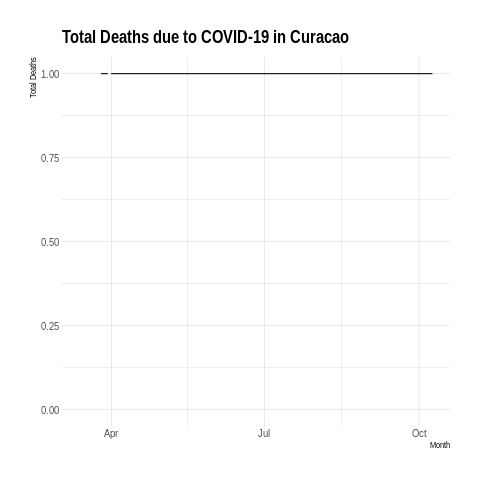 Total Deaths due to COVID-19 in Curacao
Total Deaths
1.00
0.75
0.50
0.25
0.00
Apr Jul Oct
Month